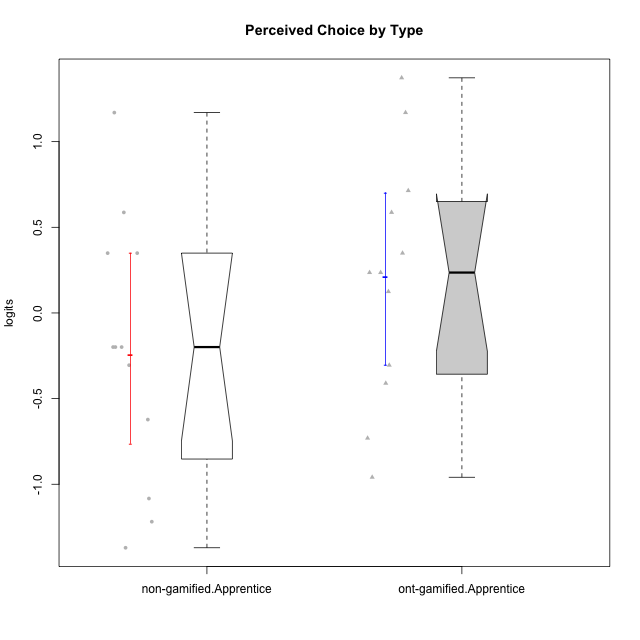 Perceived Choice by Type
logits
1.0
0.5
0.0
-0.5
-1.0
non-gamified.Apprentice
ont-gamified.Apprentice